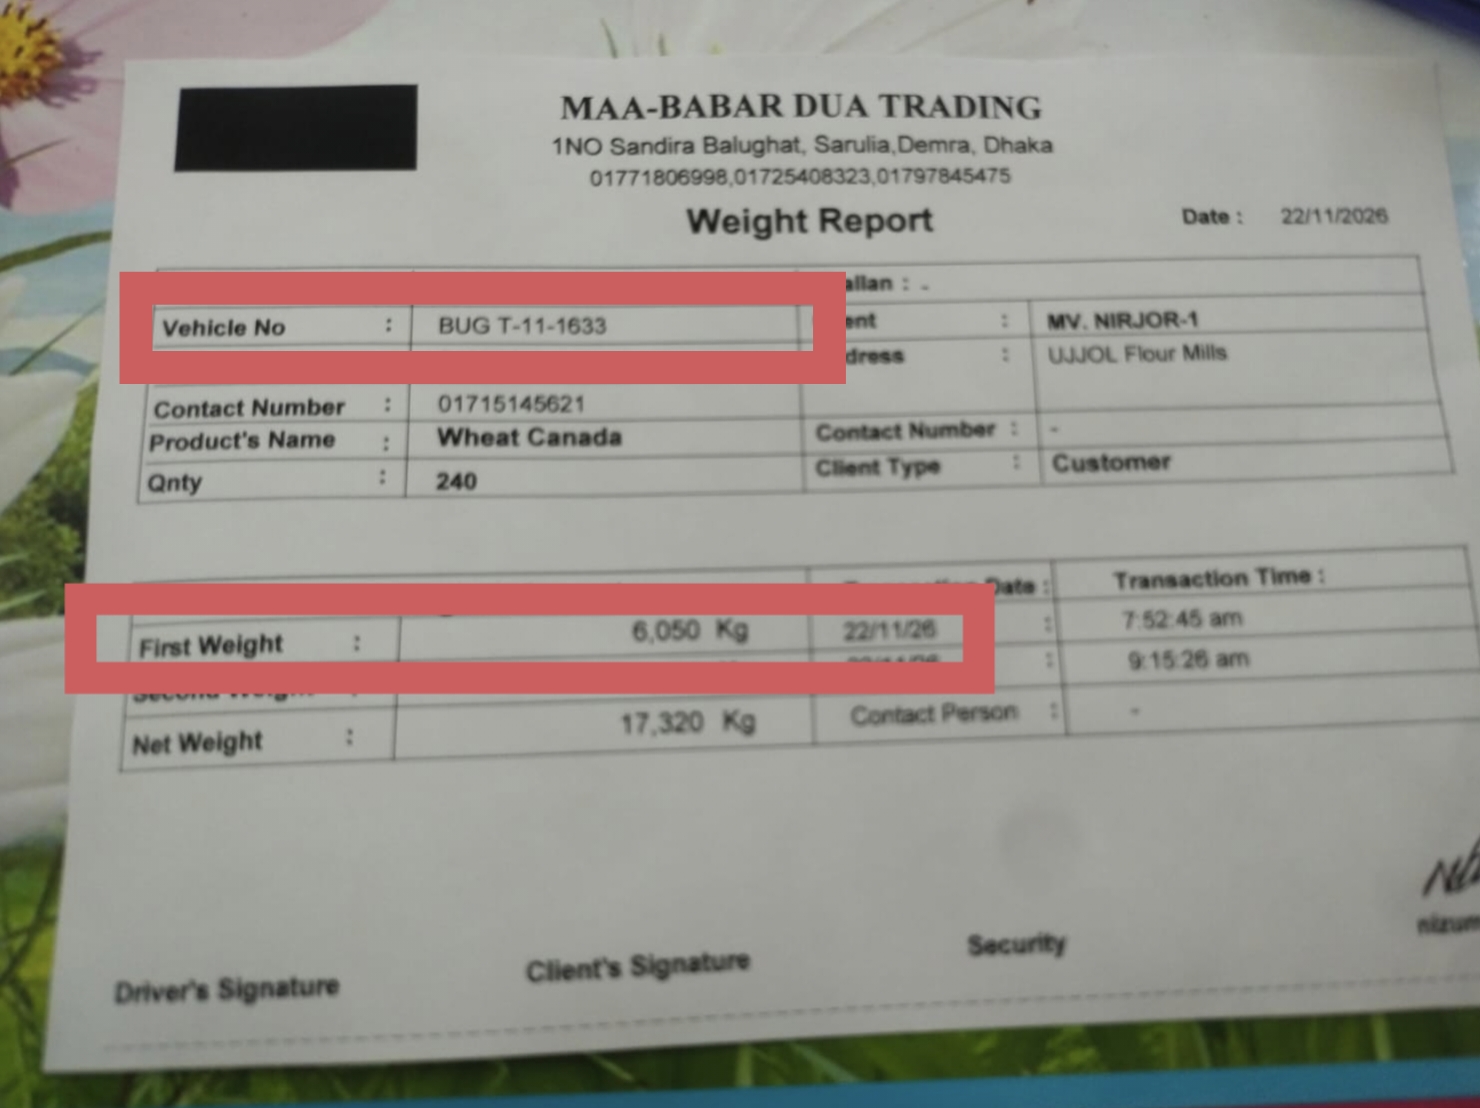 MAA-BABAR DUA TRADING
1NO Sandira Balughat, Sarulia,Demra, Dhaka
01771806998,01725408323,01797845475
Weight Report
Date : 22/11/2026
allan : -
Vehicle No : BUG T-11-1633
ent : MV. NIRJOR-1
dress : UJJOL Flour Mills
Contact Number : 01715145621
Product's Name : Wheat Canada
Contact Number : -
Qnty : 240
Client Type : Customer
Date : Transaction Time :
First Weight : 6,050 Kg 22/11/26 : 7:52:45 am
Second Weight : : 9:15:26 am
Net Weight : 17,320 Kg Contact Person : -
Driver's Signature
Client's Signature
Security
nizum